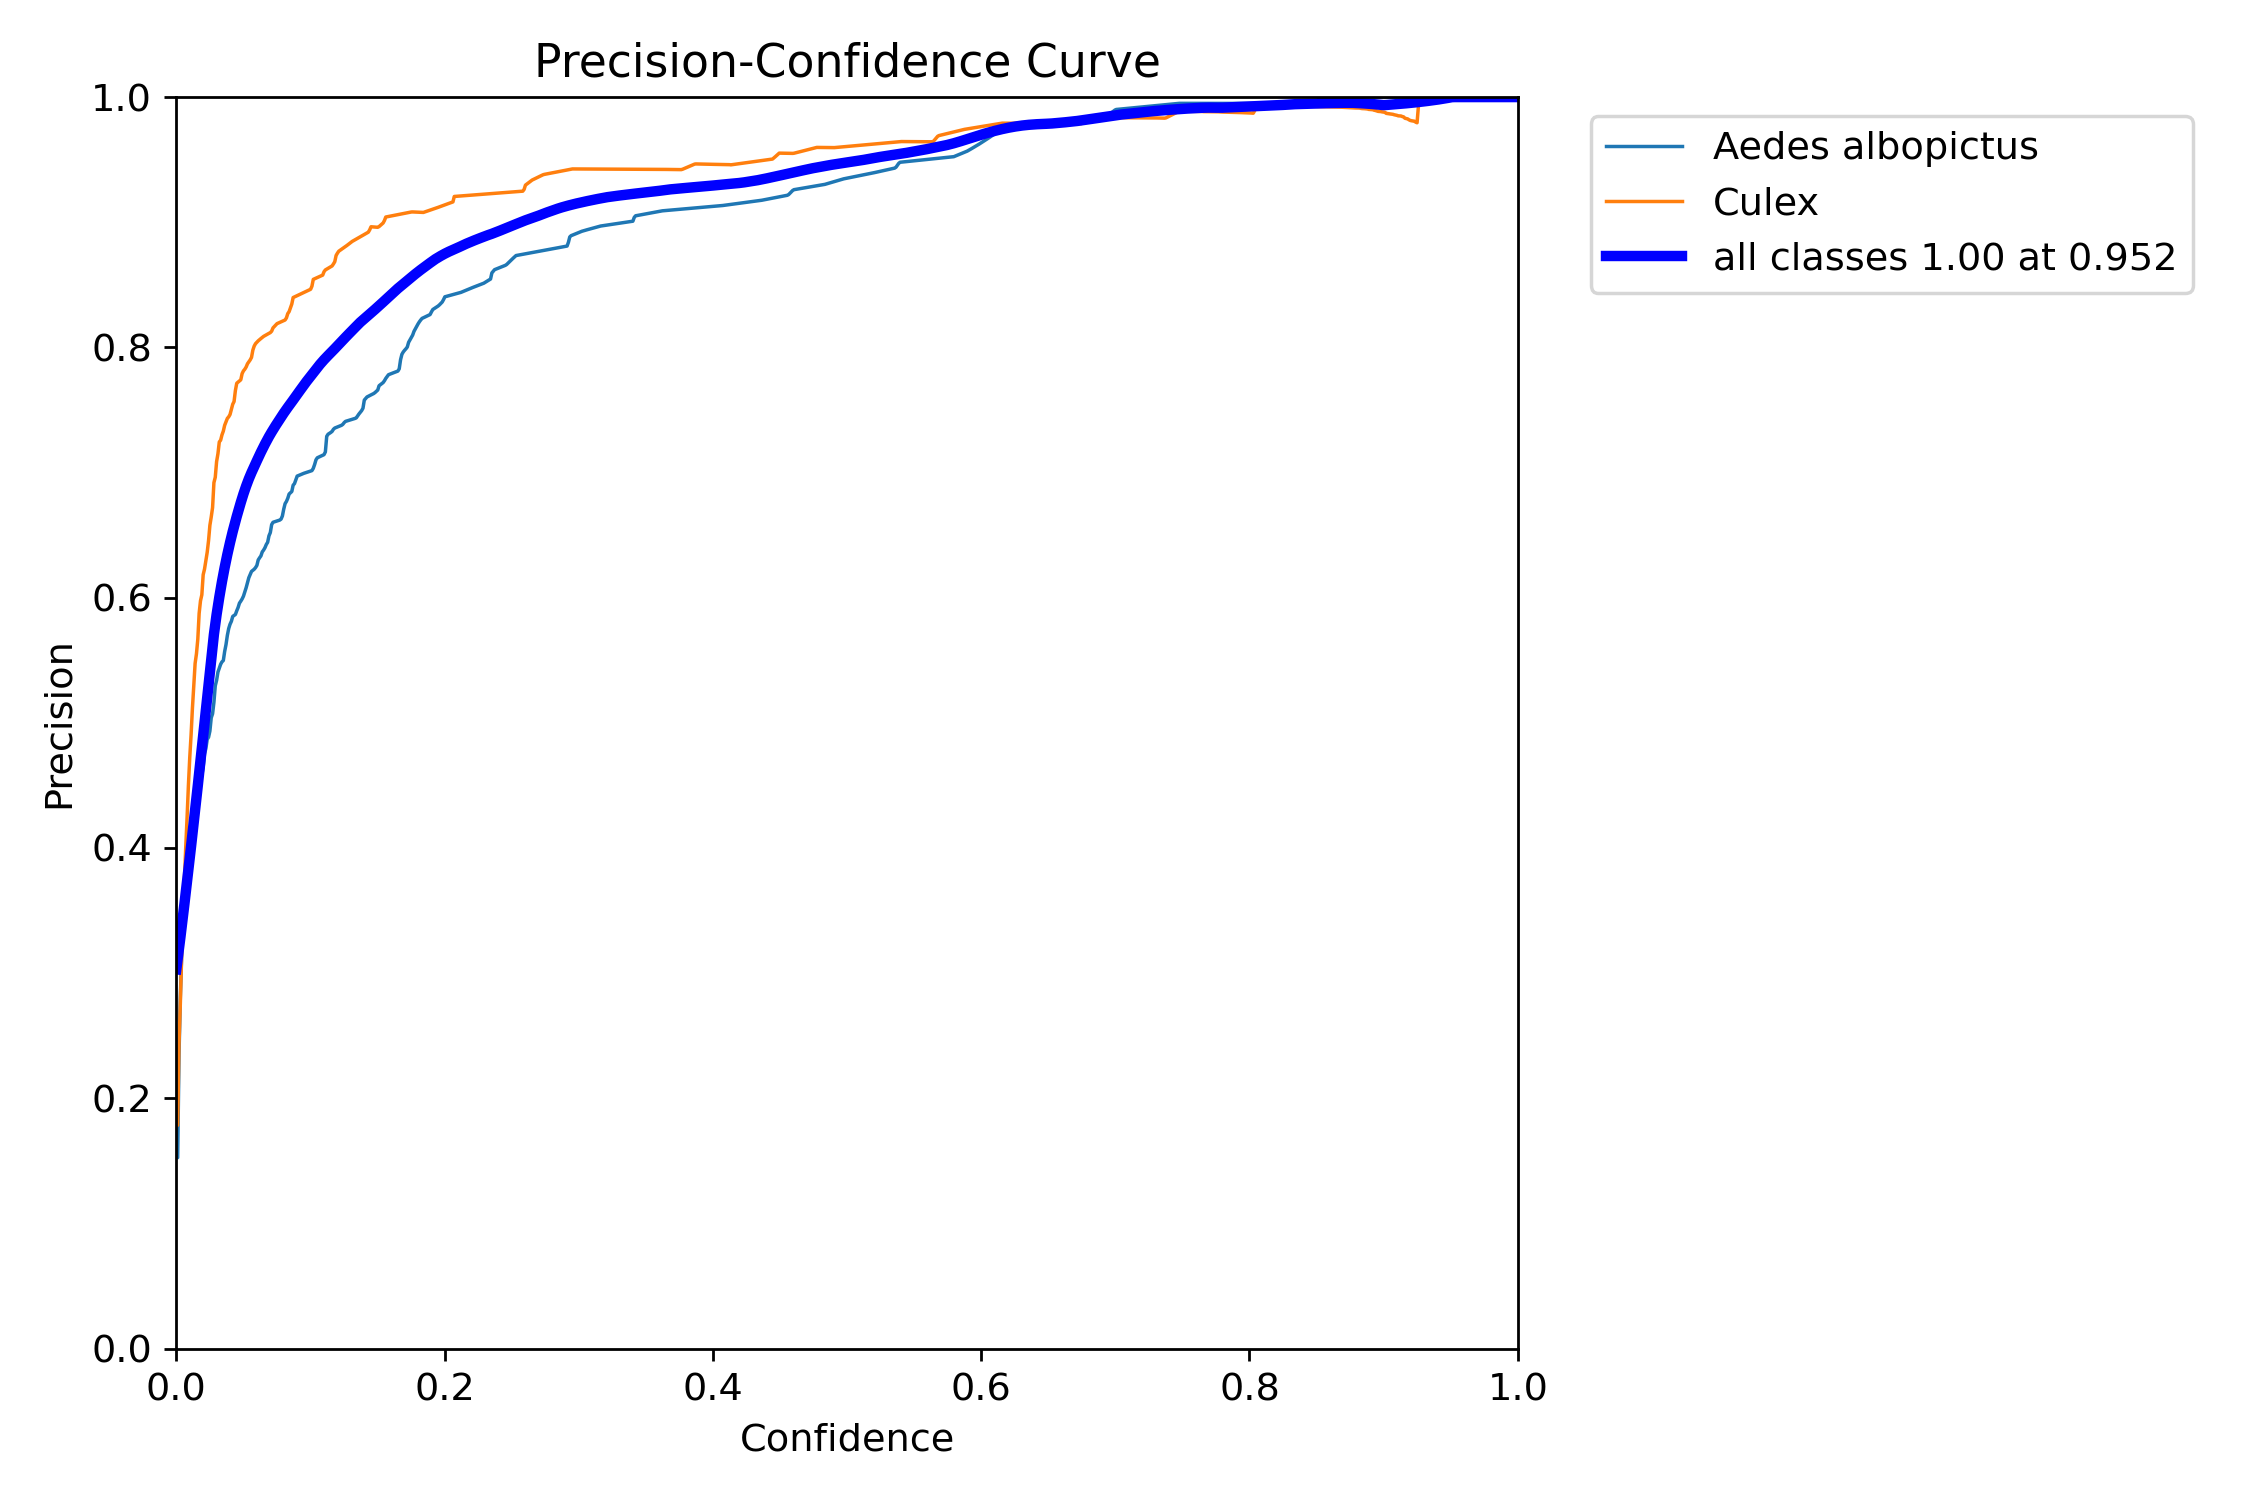 Precision-Confidence Curve
1.0
0.8
0.6
0.4
0.2
0.0
Precision
0.0 0.2 0.4 0.6 0.8 1.0
Confidence
Aedes albopictus
Culex
all classes 1.00 at 0.952